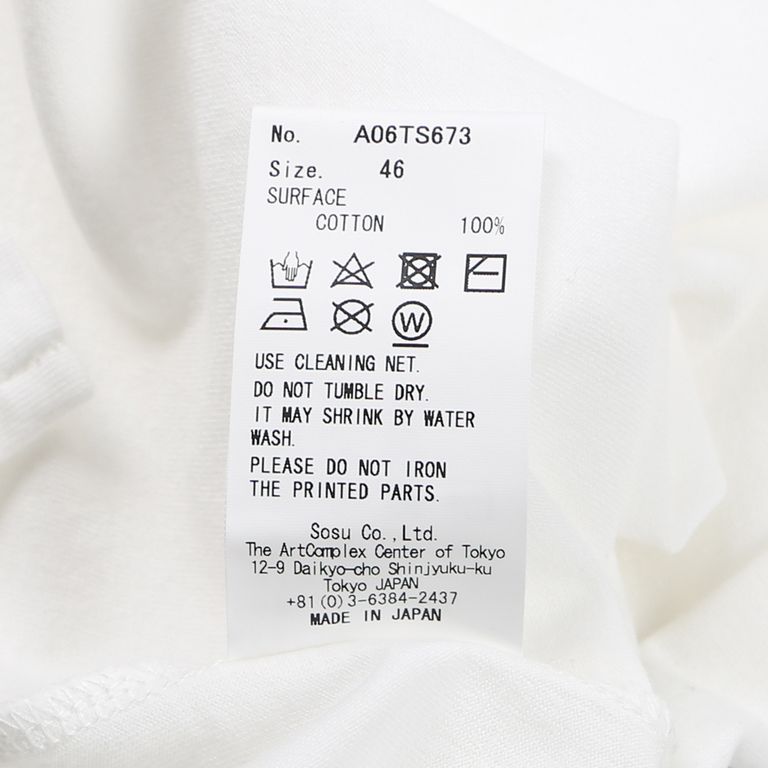 No. A06TS673
Size. 46
SURFACE
COTTON 100%
W
USE CLEANING NET.
DO NOT TUMBLE DRY.
IT MAY SHRINK BY WATER
WASH.
PLEASE DO NOT IRON
THE PRINTED PARTS.
Sosu Co.,Ltd.
The ArtComplex Center of Tokyo
12-9 Daikyo-cho Shinjyuku-ku
Tokyo JAPAN
+81(0)3-6384-2437
MADE IN JAPAN